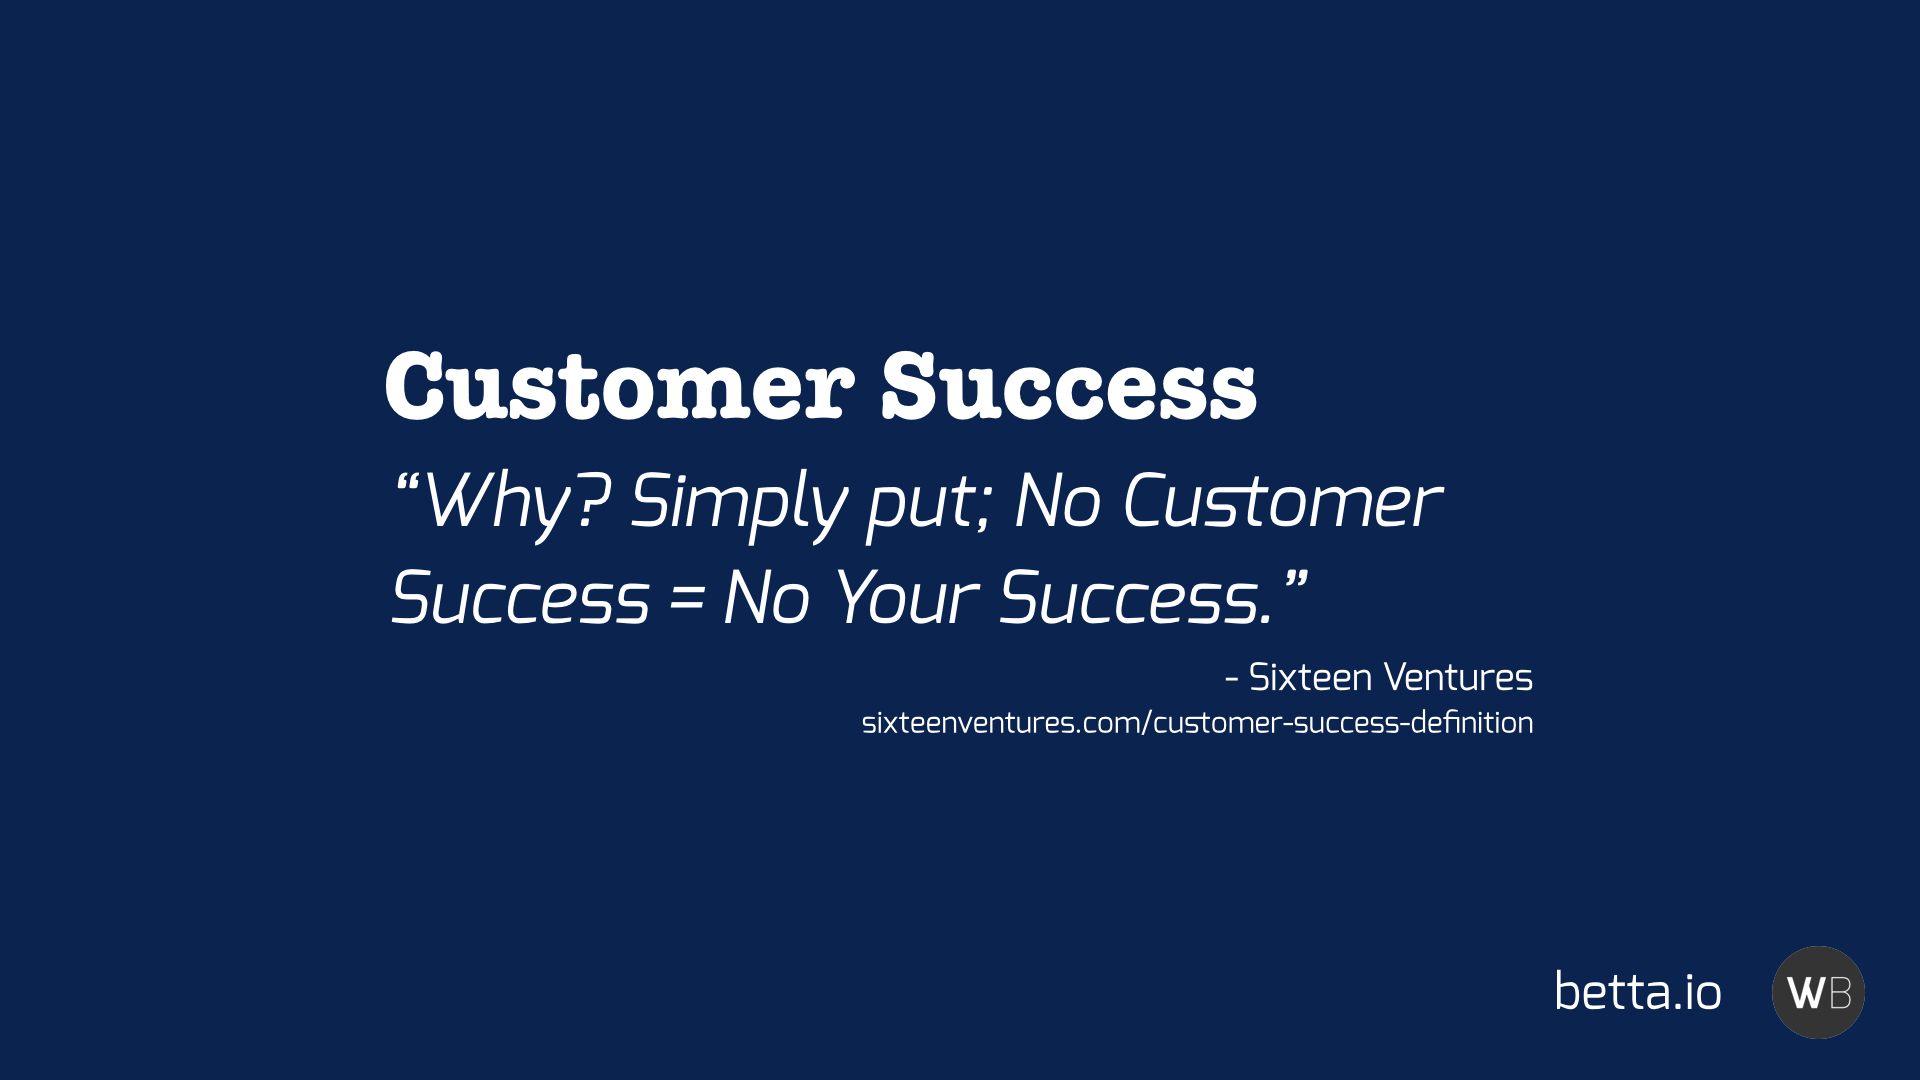 Customer Success
“Why? Simply put; No Customer
Success = No Your Success.”
- Sixteen Ventures
sixteenventures.com/customer-success-definition
betta.io
WB